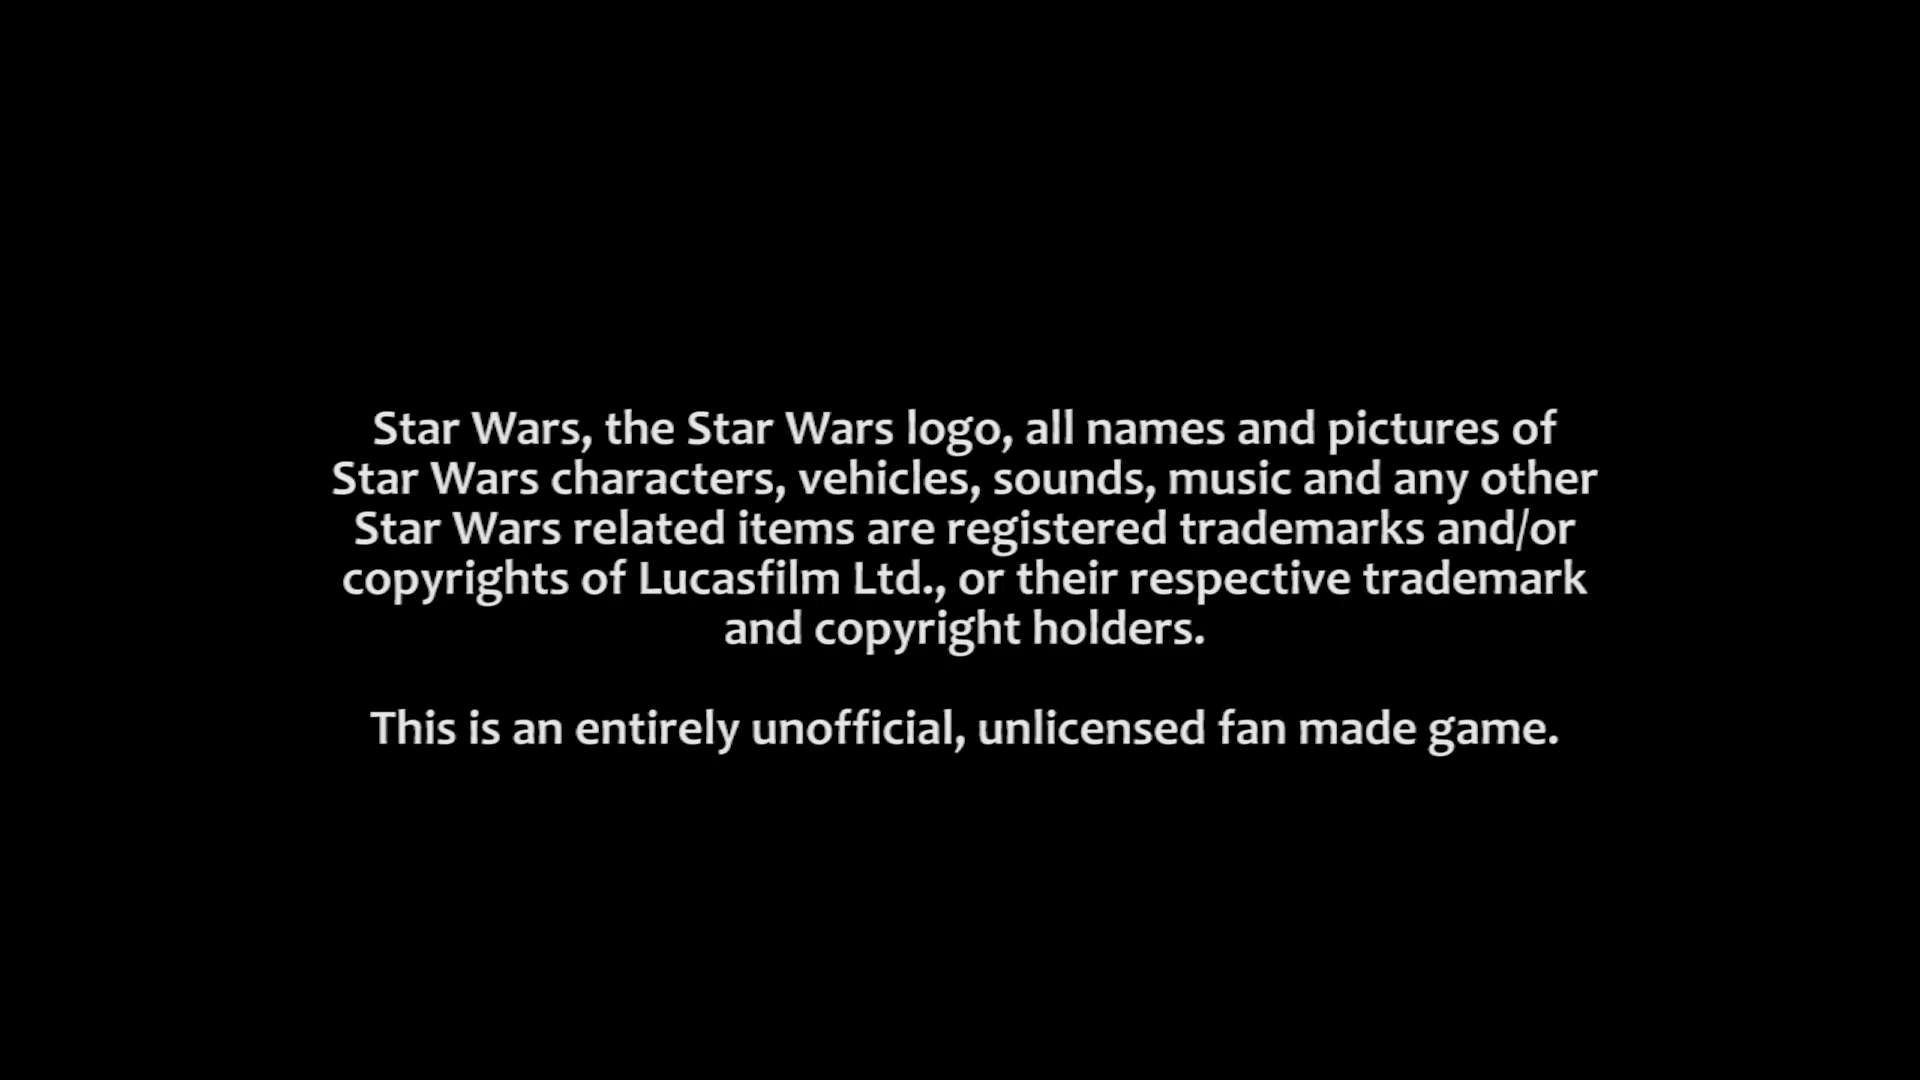 Star Wars, the Star Wars logo, all names and pictures of
Star Wars characters, vehicles, sounds, music and any other
Star Wars related items are registered trademarks and/or
copyrights of Lucasfilm Ltd., or their respective trademark
and copyright holders.
This is an entirely unofficial, unlicensed fan made game.